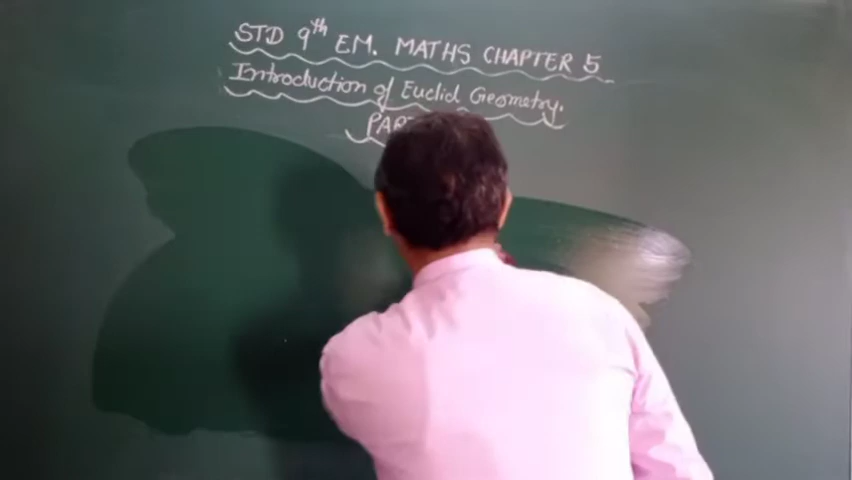 STD 9th E.M. MATHS CHAPTER 5
Introduction of Euclid Geometry.